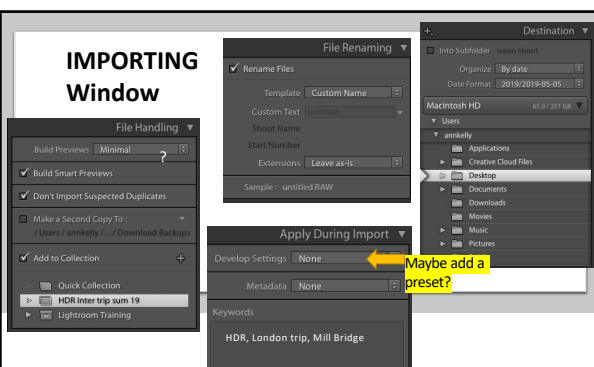 IMPORTING
Window
File Handling
Build Previews Minimal
?
Build Smart Previews
Don't Import Suspected Duplicates
Make a Second Copy To :
/ Users / annkelly /.../ Download Backups
Add to Collection
Quick Collection
HDR Inter trip sum 19
Lightroom Training
File Renaming
Rename Files
Template Custom Name
Custom Text untitled
Shoot Name
Start Number
Extensions Leave as-is
Sample : untitled.RAW
Apply During Import
Develop Settings None
Metadata None
Keywords
HDR, London trip, Mill Bridge
Maybe add a
preset?
Destination
Into Subfolder sreen shoot
Organize By date
Date Format 2019/2019-05-05
Macintosh HD 65.0 / 251 GB
Users
annkelly
Applications
Creative Cloud Files
Desktop
Documents
Downloads
Movies
Music
Pictures